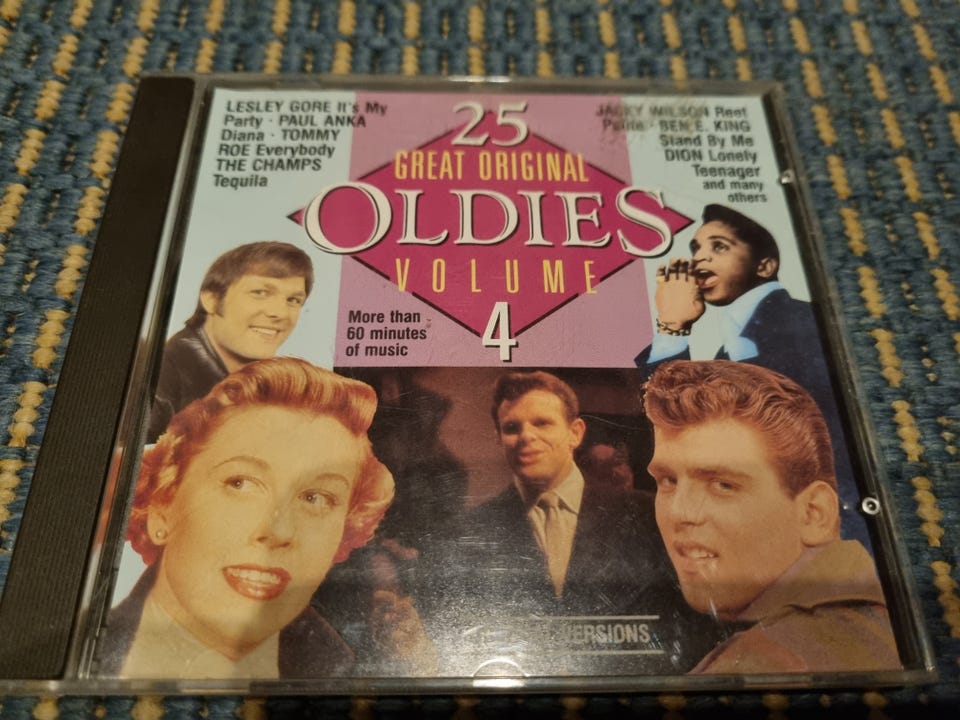 LESLEY GORE It's My
Party · PAUL ANKA
Diana · TOMMY
ROE Everybody
THE CHAMPS
Tequila
25
GREAT ORIGINAL
OLDIES
VOLUME
4
More than
60 minutes
of music
JACKY WILSON Reet
Petite · BEN E. KING
Stand By Me
DION Lonely
Teenager
and many
others
VERSIONS